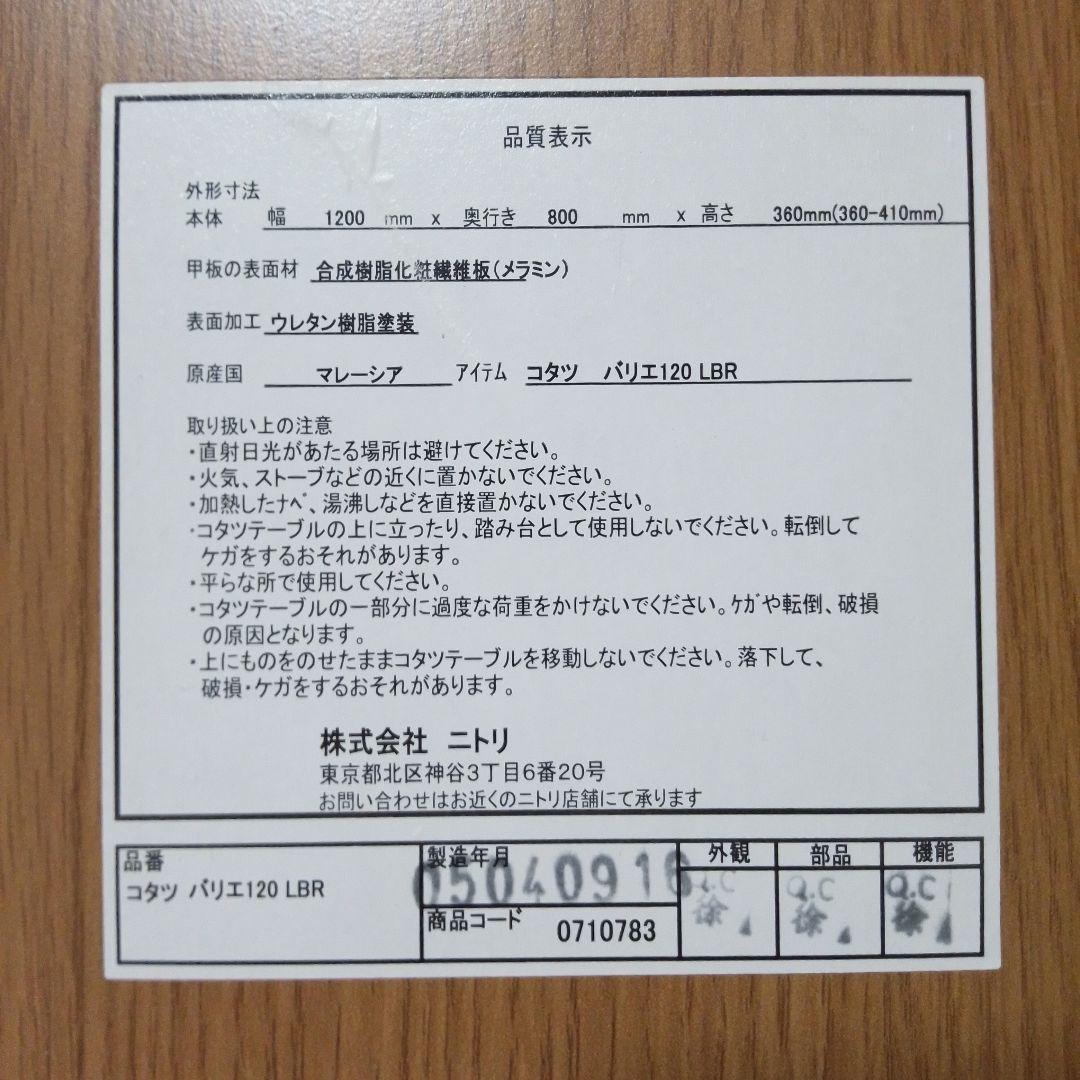 品質表示
外形寸法
本体 幅 1200 mm x 奥行き 800 mm x 高さ 360mm(360-410mm)
甲板の表面材 合成樹脂化粧繊維板(メラミン)
表面加工 ウレタン樹脂塗装
原産国 マレーシア アイテム コタツ バリエ120 LBR
取り扱い上の注意
・直射日光があたる場所は避けてください。
・火気、ストーブなどの近くに置かないでください。
・加熱したﾅﾍﾞ、湯沸しなどを直接置かないでください。
・コタツテーブルの上に立ったり、踏み台として使用しないでください。転倒して
ケガをするおそれがあります。
・平らな所で使用してください。
・コタツテーブルの一部分に過度な荷重をかけないでください。ｹｶﾞや転倒、破損
の原因となります。
・上にものをのせたままコタツテーブルを移動しないでください。落下して、
破損・ケガをするおそれがあります。
株式会社 ニトリ
東京都北区神谷3丁目6番20号
お問い合わせはお近くのニトリ店舗にて承ります
品番 製造年月 05040916 外観 部品 機能
コタツ バリエ120 LBR 商品コード 0710783
Q.C Q.C Q.C
徐 徐 徐